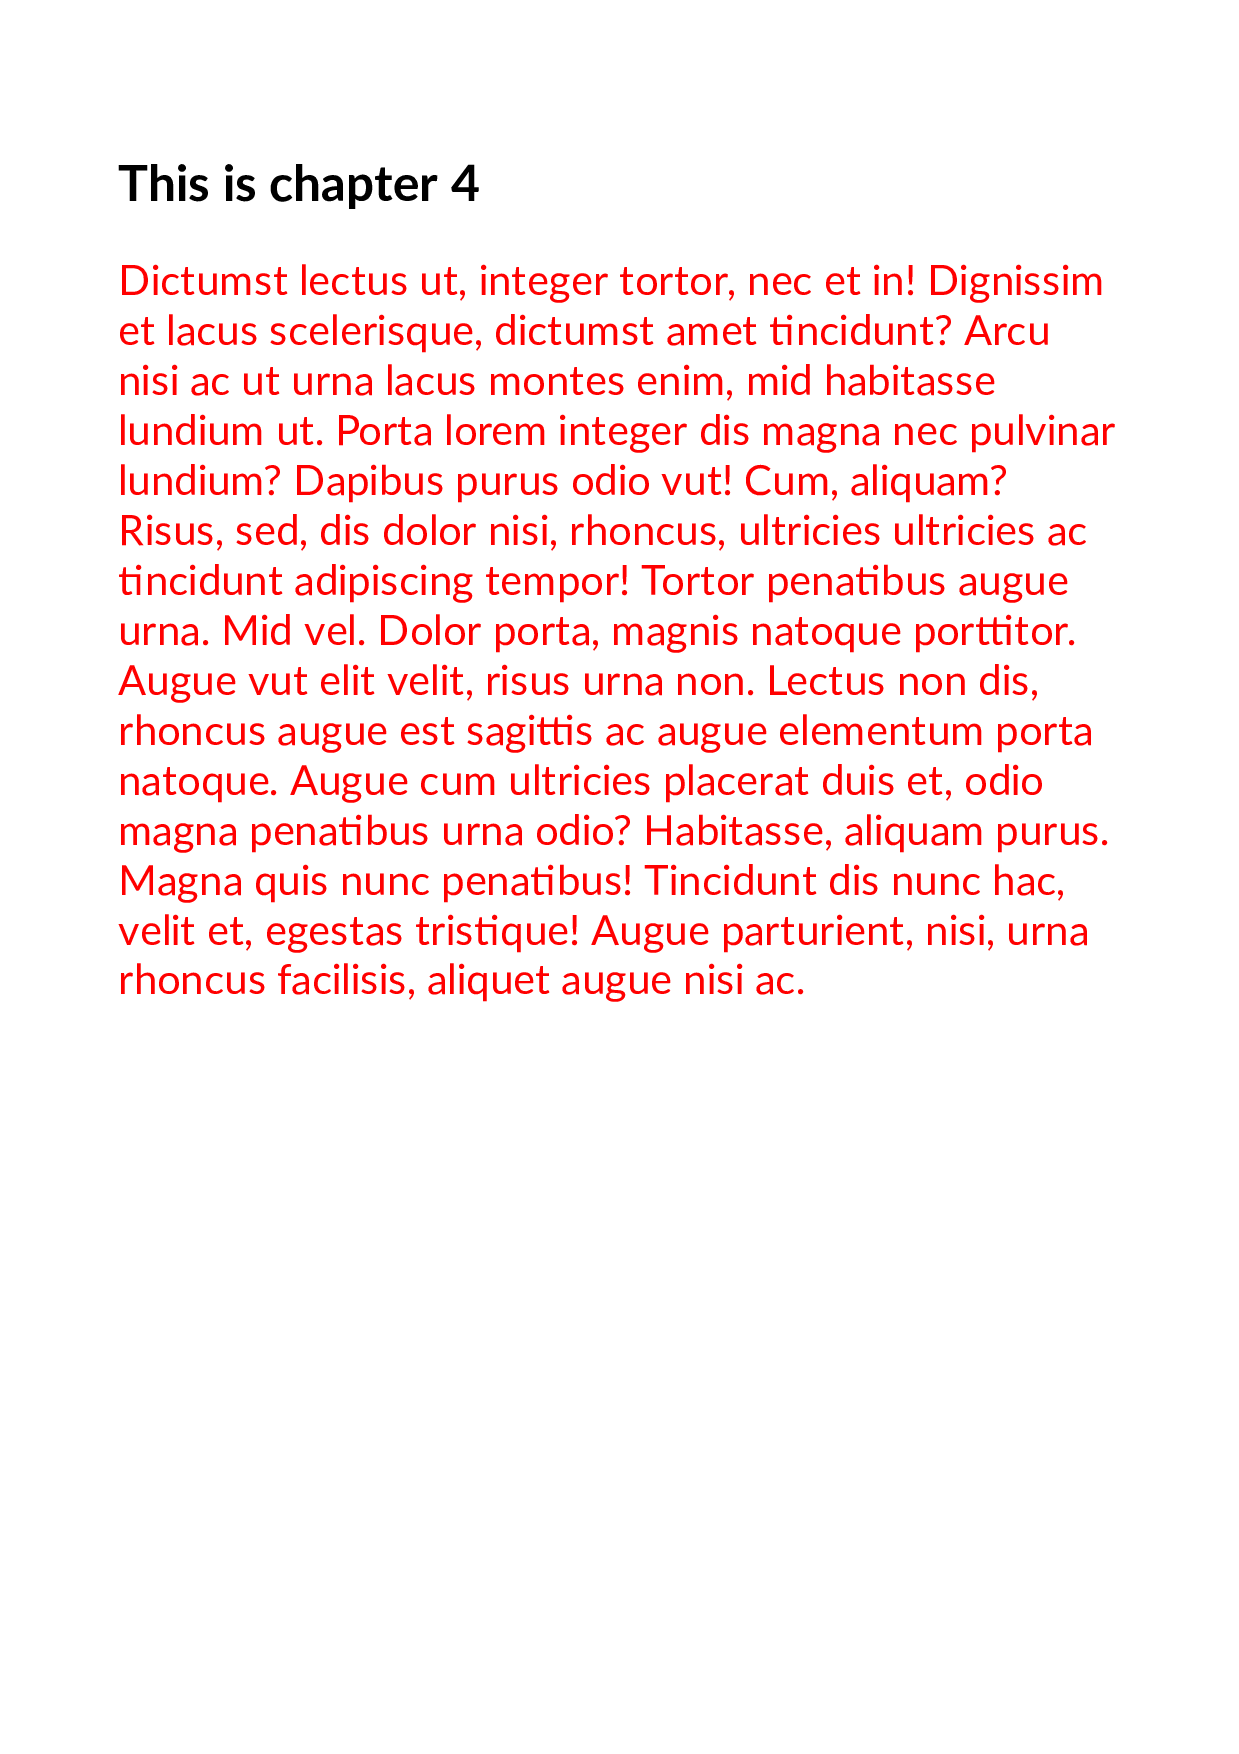 This is chapter 4
Dictumst lectus ut, integer tortor, nec et in! Dignissim
et lacus scelerisque, dictumst amet tincidunt? Arcu
nisi ac ut urna lacus montes enim, mid habitasse
lundium ut. Porta lorem integer dis magna nec pulvinar
lundium? Dapibus purus odio vut! Cum, aliquam?
Risus, sed, dis dolor nisi, rhoncus, ultricies ultricies ac
tincidunt adipiscing tempor! Tortor penatibus augue
urna. Mid vel. Dolor porta, magnis natoque porttitor.
Augue vut elit velit, risus urna non. Lectus non dis,
rhoncus augue est sagittis ac augue elementum porta
natoque. Augue cum ultricies placerat duis et, odio
magna penatibus urna odio? Habitasse, aliquam purus.
Magna quis nunc penatibus! Tincidunt dis nunc hac,
velit et, egestas tristique! Augue parturient, nisi, urna
rhoncus facilisis, aliquet augue nisi ac.